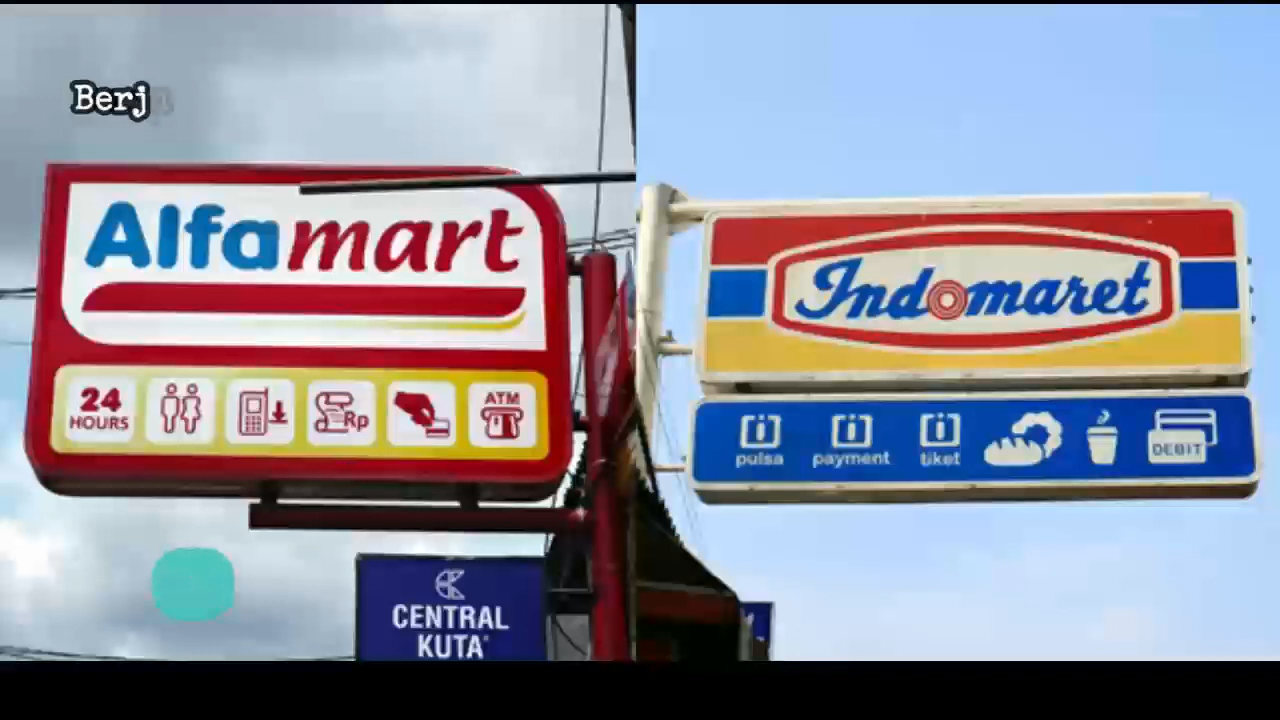 Berj
Alfamart
24
HOURS
Rp
ATM
CENTRAL
KUTA
Indomaret
pulsa
payment
tiket
DEBIT